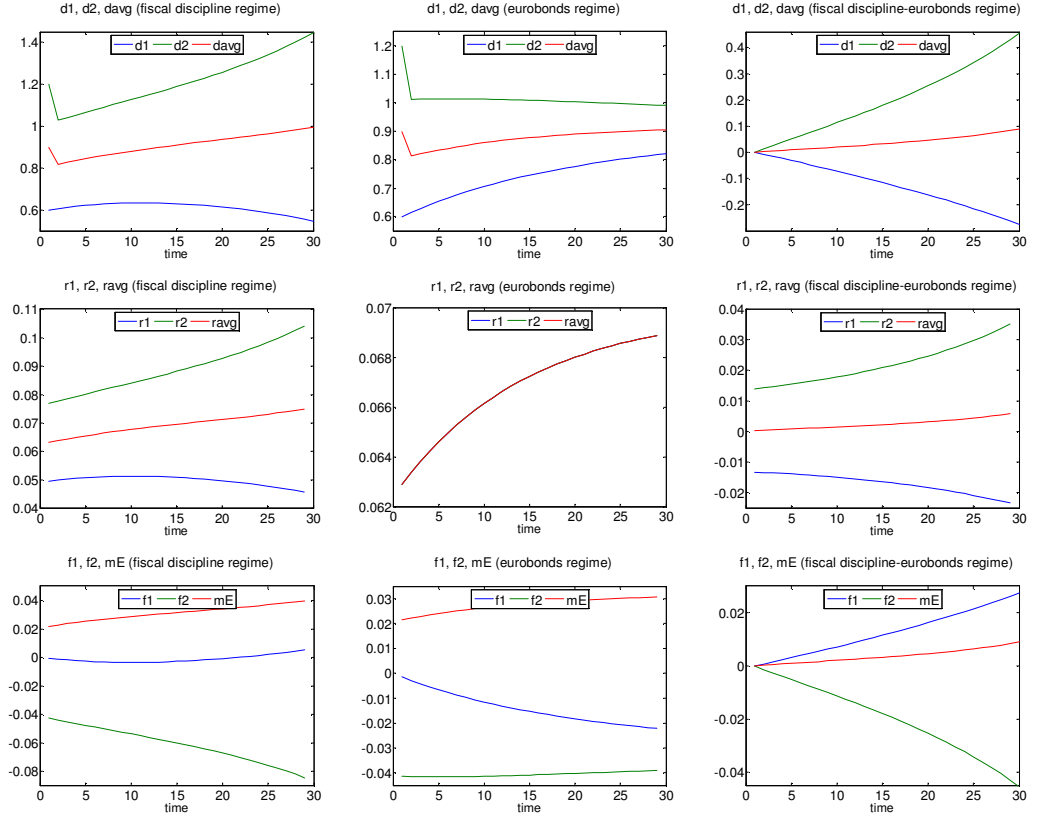 d1, d2, davg (fiscal discipline regime)
d1 d2 davg
1.4
1.2
1
0.8
0.6
0 5 10 15 20 25 30
time
d1, d2, davg (eurobonds regime)
d1 d2 davg
1.2
1.1
1
0.9
0.8
0.7
0.6
0 5 10 15 20 25 30
time
d1, d2, davg (fiscal discipline-eurobonds regime)
d1 d2 davg
0.4
0.3
0.2
0.1
0
-0.1
-0.2
0 5 10 15 20 25 30
time
r1, r2, ravg (fiscal discipline regime)
r1 r2 ravg
0.11
0.1
0.09
0.08
0.07
0.06
0.05
0.04
0 5 10 15 20 25 30
time
r1, r2, ravg (eurobonds regime)
r1 r2 ravg
0.07
0.068
0.066
0.064
0.062
0 5 10 15 20 25 30
time
r1, r2, ravg (fiscal discipline-eurobonds regime)
r1 r2 ravg
0.04
0.03
0.02
0.01
0
-0.01
-0.02
0 5 10 15 20 25 30
time
f1, f2, mE (fiscal discipline regime)
f1 f2 mE
0.04
0.02
0
-0.02
-0.04
-0.06
-0.08
0 5 10 15 20 25 30
time
f1, f2, mE (eurobonds regime)
f1 f2 mE
0.03
0.02
0.01
0
-0.01
-0.02
-0.03
-0.04
0 5 10 15 20 25 30
time
f1, f2, mE (fiscal discipline-eurobonds regime)
f1 f2 mE
0.02
0
-0.02
-0.04
0 5 10 15 20 25 30
time